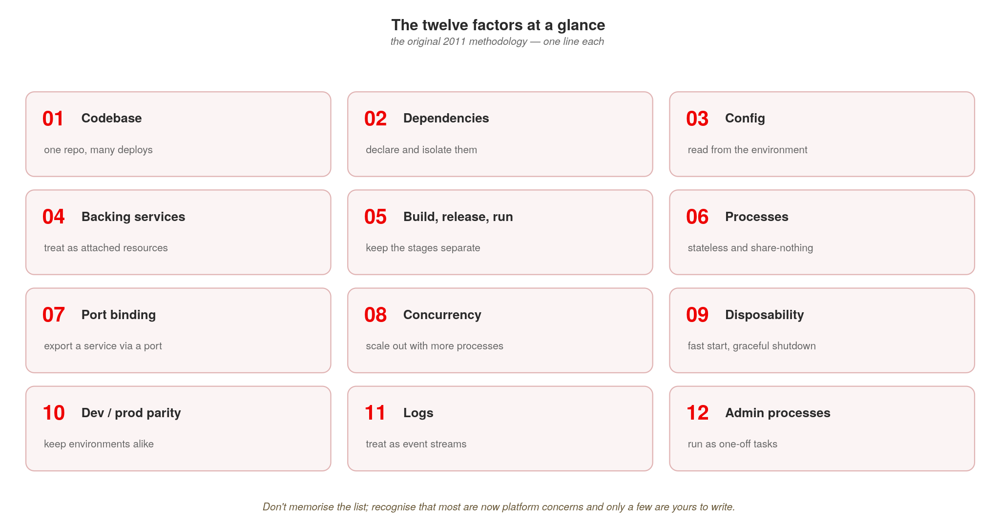 The twelve factors at a glance
the original 2011 methodology — one line each
01 Codebase
one repo, many deploys
02 Dependencies
declare and isolate them
03 Config
read from the environment
04 Backing services
treat as attached resources
05 Build, release, run
keep the stages separate
06 Processes
stateless and share-nothing
07 Port binding
export a service via a port
08 Concurrency
scale out with more processes
09 Disposability
fast start, graceful shutdown
10 Dev / prod parity
keep environments alike
11 Logs
treat as event streams
12 Admin processes
run as one-off tasks
Don't memorise the list; recognise that most are now platform concerns and only a few are yours to write.